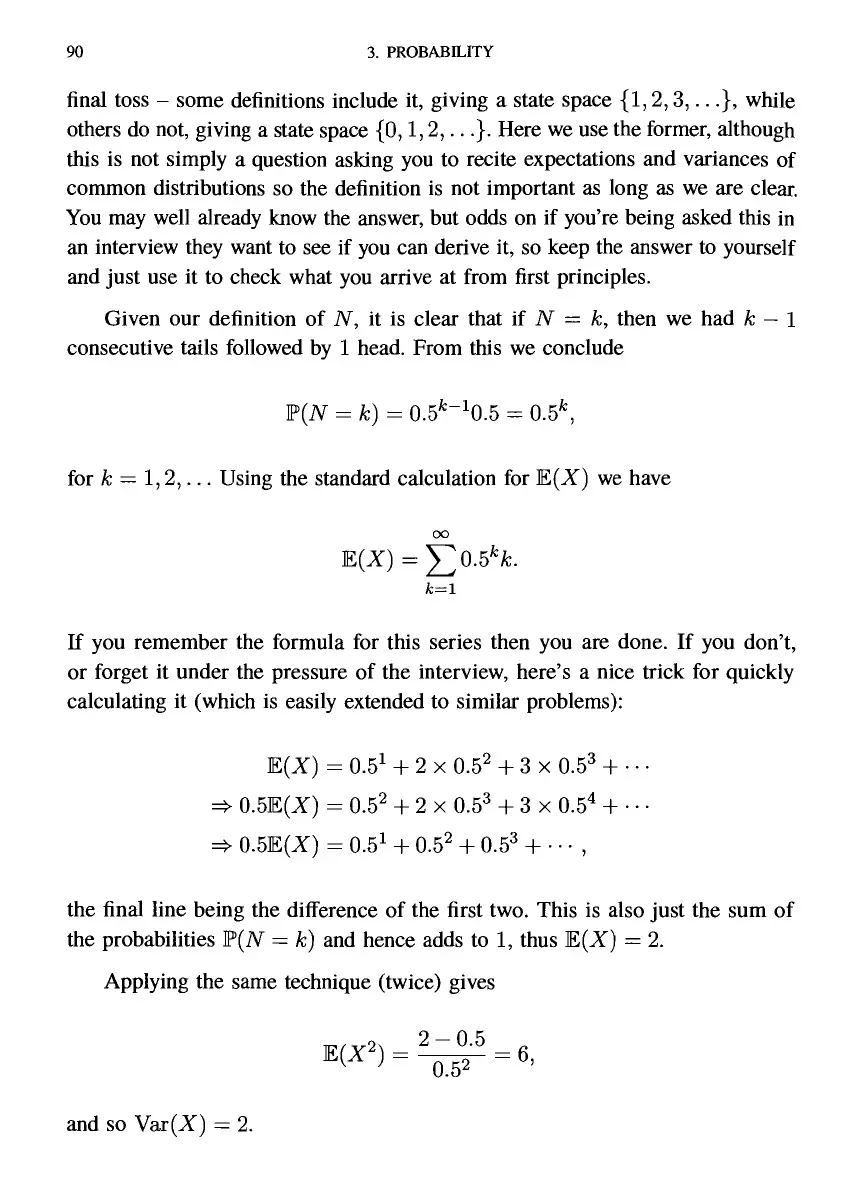 90 3. PROBABILITY
final toss – some definitions include it, giving a state space {1, 2, 3, . . .}, while
others do not, giving a state space {0, 1, 2, . . .}. Here we use the former, although
this is not simply a question asking you to recite expectations and variances of
common distributions so the definition is not important as long as we are clear.
You may well already know the answer, but odds on if you're being asked this in
an interview they want to see if you can derive it, so keep the answer to yourself
and just use it to check what you arrive at from first principles.
Given our definition of N, it is clear that if N = k, then we had k − 1
consecutive tails followed by 1 head. From this we conclude
ℙ(N = k) = 0.5^{k−1}0.5 = 0.5^k,
for k = 1, 2, . . . Using the standard calculation for 𝔼(X) we have
𝔼(X) = ∑_{k=1}^{∞} 0.5^k k.
If you remember the formula for this series then you are done. If you don't,
or forget it under the pressure of the interview, here's a nice trick for quickly
calculating it (which is easily extended to similar problems):
𝔼(X) = 0.5^1 + 2 × 0.5^2 + 3 × 0.5^3 + · · ·
⇒ 0.5𝔼(X) = 0.5^2 + 2 × 0.5^3 + 3 × 0.5^4 + · · ·
⇒ 0.5𝔼(X) = 0.5^1 + 0.5^2 + 0.5^3 + · · · ,
the final line being the difference of the first two. This is also just the sum of
the probabilities ℙ(N = k) and hence adds to 1, thus 𝔼(X) = 2.
Applying the same technique (twice) gives
𝔼(X^2) = \frac{2 − 0.5}{0.5^2} = 6,
and so Var(X) = 2.